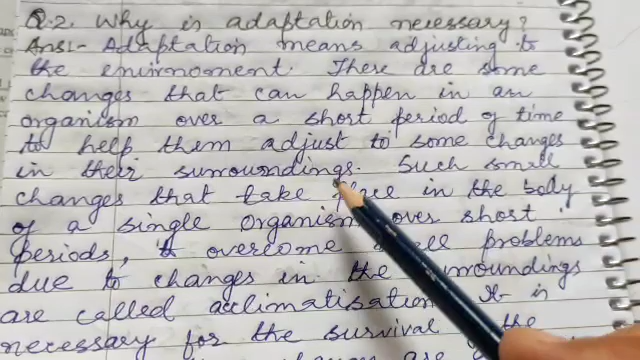 Q.2. Why is adaptation necessary?
Ans:- Adaptation means adjusting to
the environment. There are some
changes that can happen in an
organism over a short period of time
to help them adjust to some changes
in their surroundings. Such small
changes that take place in the body
of a single organism over short
periods, to overcome problems
due to changes in the surroundings
are called acclimatisation. It is
necessary for the survival of the